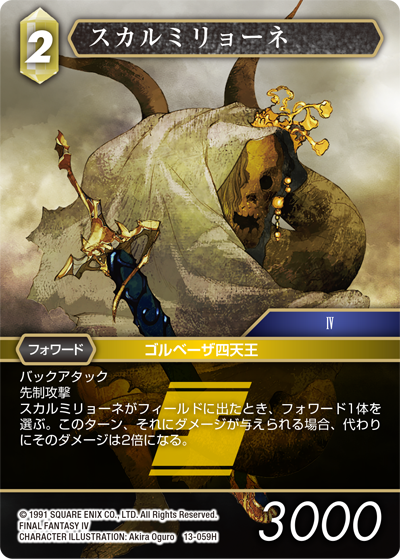 2
スカルミリョーネ
IV
フォワード
ゴルベーザ四天王
バックアタック
先制攻撃
スカルミリョーネがフィールドに出たとき、フォワード1体を
選ぶ。このターン、それにダメージが与えられる場合、代わり
にそのダメージは2倍になる。
© 1991 SQUARE ENIX CO., LTD. All Rights Reserved.
FINAL FANTASY IV
CHARACTER ILLUSTRATION: Akira Oguro 13-059H
3000